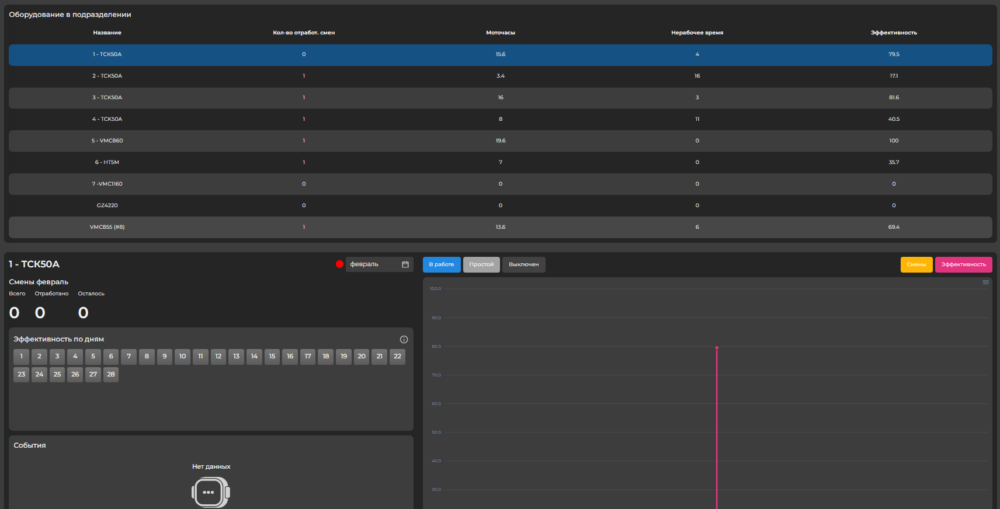 Оборудование в подразделении
Название Кол-во отработ. смен Моточасы Нерабочее время Эффективность
1 - TCK50A 0 15.6 4 79.5
2 - TCK50A 1 3.4 16 17.1
3 - TCK50A 1 16 3 81.6
4 - TCK50A 1 8 11 40.5
5 - VMC860 1 19.6 0 100
6 - HT5M 1 7 0 35.7
7 -VMC1160 0 0 0 0
GZ4220 0 0 0 0
VMC855 (#8) 1 13.6 6 69.4
1 - TCK50A
февраль
Смены февраль
Всего Отработано Осталось
0 0 0
Эффективность по дням
1 2 3 4 5 6 7 8 9 10 11 12 13 14 15 16 17 18 19 20 21 22
23 24 25 26 27 28
События
Нет данных
В работе Простой Выключен Смены Эффективность
100.0
90.0
80.0
70.0
60.0
50.0
40.0
30.0